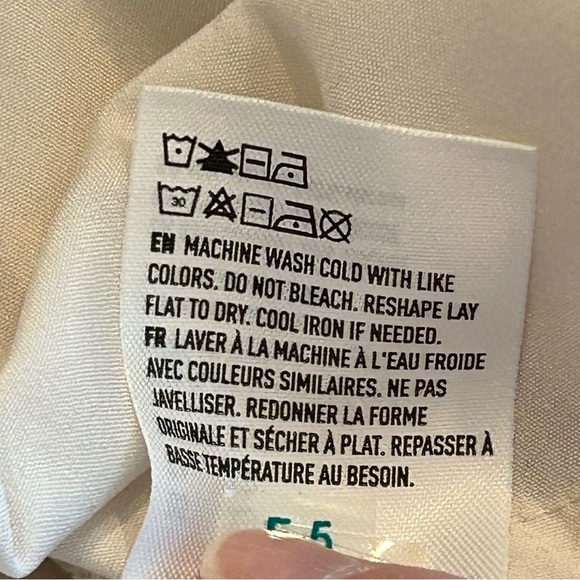 30
EN MACHINE WASH COLD WITH LIKE
COLORS. DO NOT BLEACH. RESHAPE LAY
FLAT TO DRY. COOL IRON IF NEEDED.
FR LAVER À LA MACHINE À L'EAU FROIDE
AVEC COULEURS SIMILAIRES. NE PAS
JAVELLISER. REDONNER LA FORME
ORIGINALE ET SÉCHER À PLAT. REPASSER À
BASSE TEMPÉRATURE AU BESOIN.